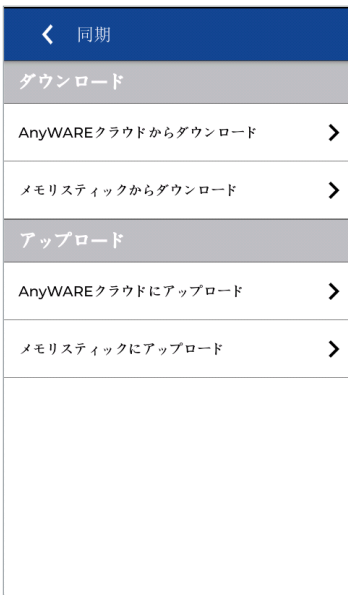 同期
ダウンロード
AnyWAREクラウドからダウンロード
メモリスティックからダウンロード
アップロード
AnyWAREクラウドにアップロード
メモリスティックにアップロード